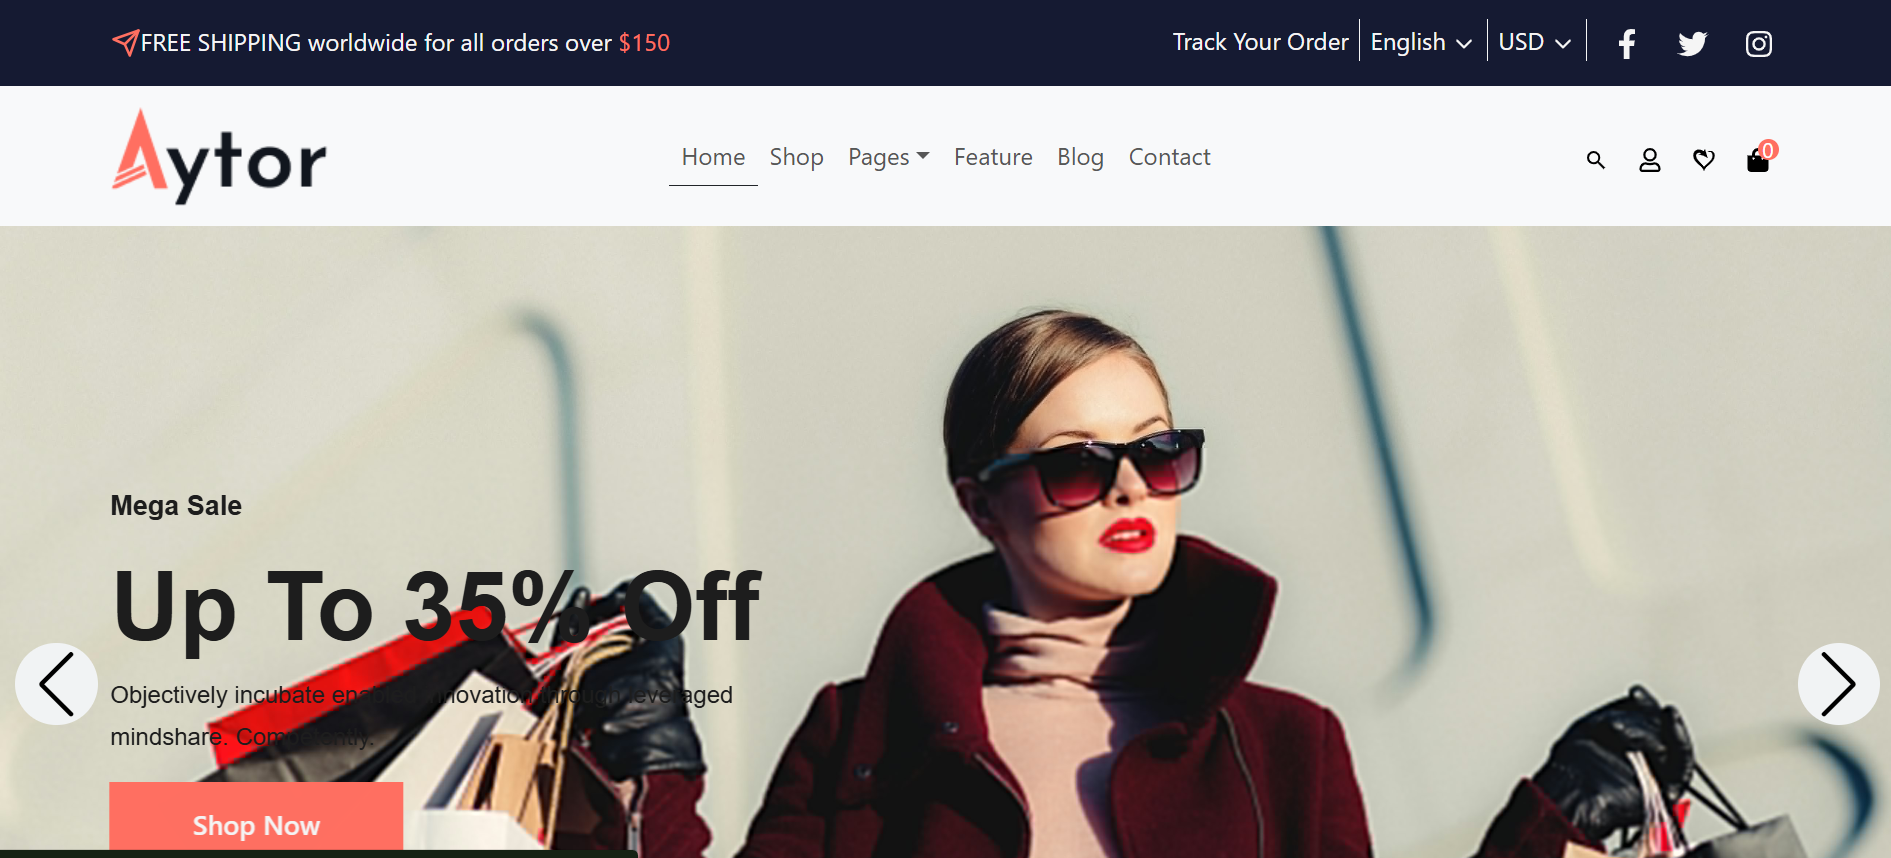 FREE SHIPPING worldwide for all orders over $150
Track Your Order English USD
Aytor
Home Shop Pages Feature Blog Contact
0
Mega Sale
Up To 35% Off
Objectively incubate enabled innovation through leveraged
mindshare. Competently.
Shop Now